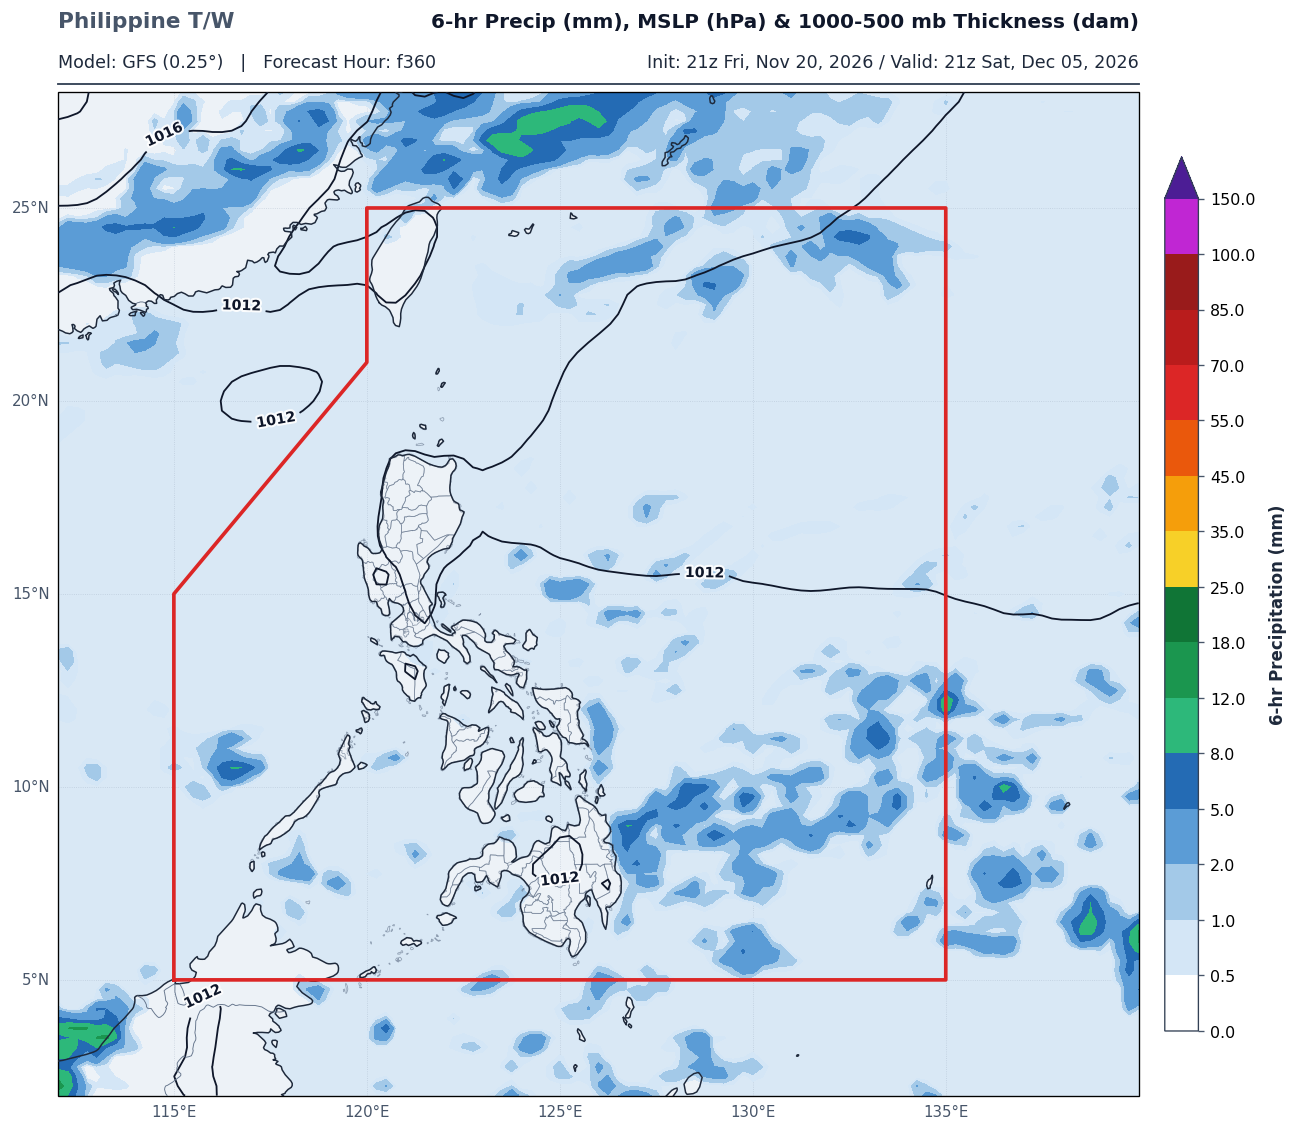 Philippine T/W
6-hr Precip (mm), MSLP (hPa) & 1000-500 mb Thickness (dam)
Model: GFS (0.25°) | Forecast Hour: f360
Init: 21z Fri, Nov 20, 2026 / Valid: 21z Sat, Dec 05, 2026
1016
1012
1012
1012
1012
1012
25°N
20°N
15°N
10°N
5°N
115°E
120°E
125°E
130°E
135°E
150.0
100.0
85.0
70.0
55.0
45.0
35.0
25.0
18.0
12.0
8.0
5.0
2.0
1.0
0.5
0.0
6-hr Precipitation (mm)